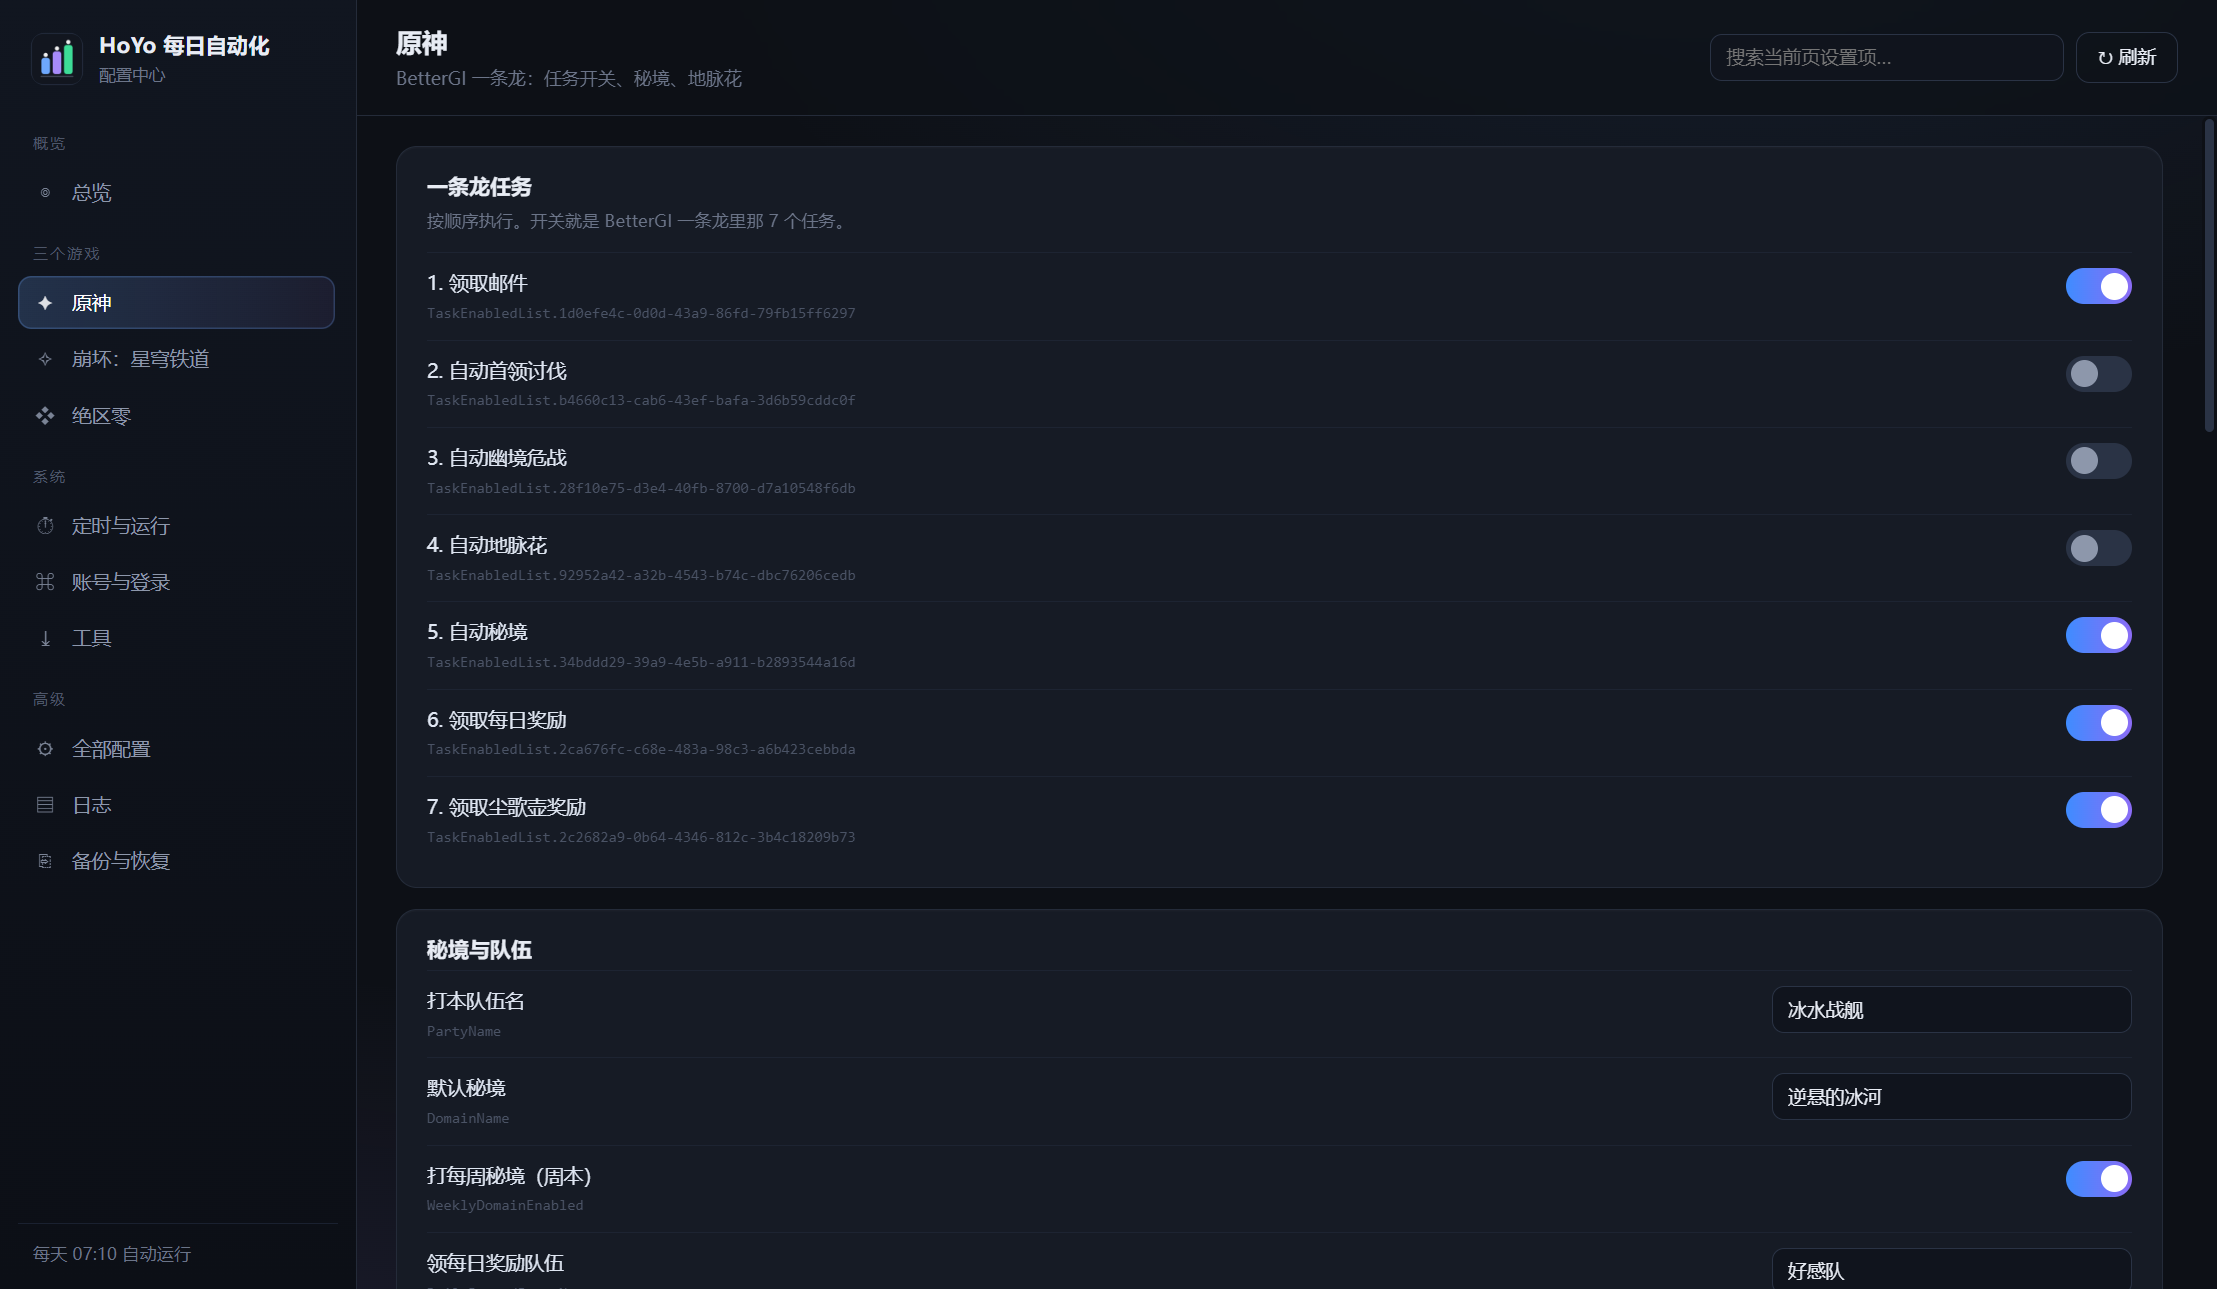 HoYo 每日自动化
配置中心
概览
总览
三个游戏
原神
崩坏：星穹铁道
绝区零
系统
定时与运行
账号与登录
工具
高级
全部配置
日志
备份与恢复
每天 07:10 自动运行
原神
BetterGI 一条龙：任务开关、秘境、地脉花
搜索当前页设置项...
↻ 刷新
一条龙任务
按顺序执行。开关就是 BetterGI 一条龙里那 7 个任务。
1. 领取邮件
TaskEnabledList.1d0efe4c-0d0d-43a9-86fd-79fb15ff6297
2. 自动首领讨伐
TaskEnabledList.b4660c13-cab6-43ef-bafa-3d6b59cddc0f
3. 自动幽境危战
TaskEnabledList.28f10e75-d3e4-40fb-8700-d7a10548f6db
4. 自动地脉花
TaskEnabledList.92952a42-a32b-4543-b74c-dbc76206cedb
5. 自动秘境
TaskEnabledList.34bddd29-39a9-4e5b-a911-b2893544a16d
6. 领取每日奖励
TaskEnabledList.2ca676fc-c68e-483a-98c3-a6b423cebbda
7. 领取尘歌壶奖励
TaskEnabledList.2c2682a9-0b64-4346-812c-3b4c18209b73
秘境与队伍
打本队伍名
PartyName
冰水战舰
默认秘境
DomainName
逆悬的冰河
打每周秘境（周本）
WeeklyDomainEnabled
领每日奖励队伍
好感队